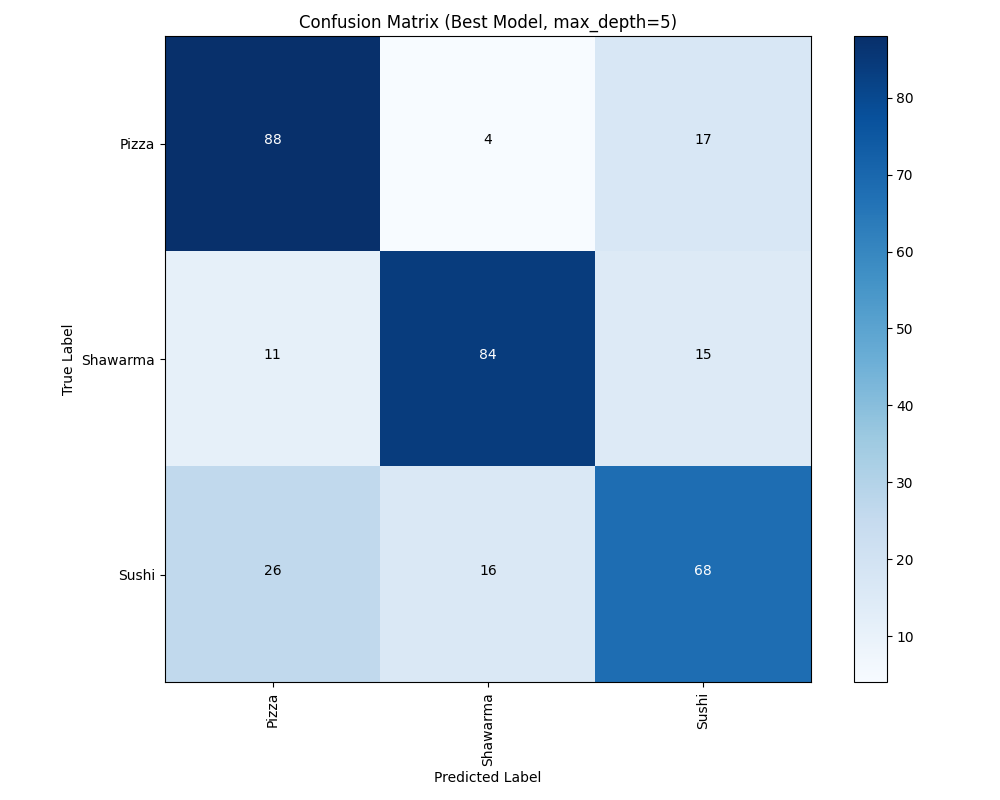 Confusion Matrix (Best Model, max_depth=5)
True Label
Pizza
88
4
17
Shawarma
11
84
15
Sushi
26
16
68
Pizza
Shawarma
Sushi
Predicted Label
80
70
60
50
40
30
20
10